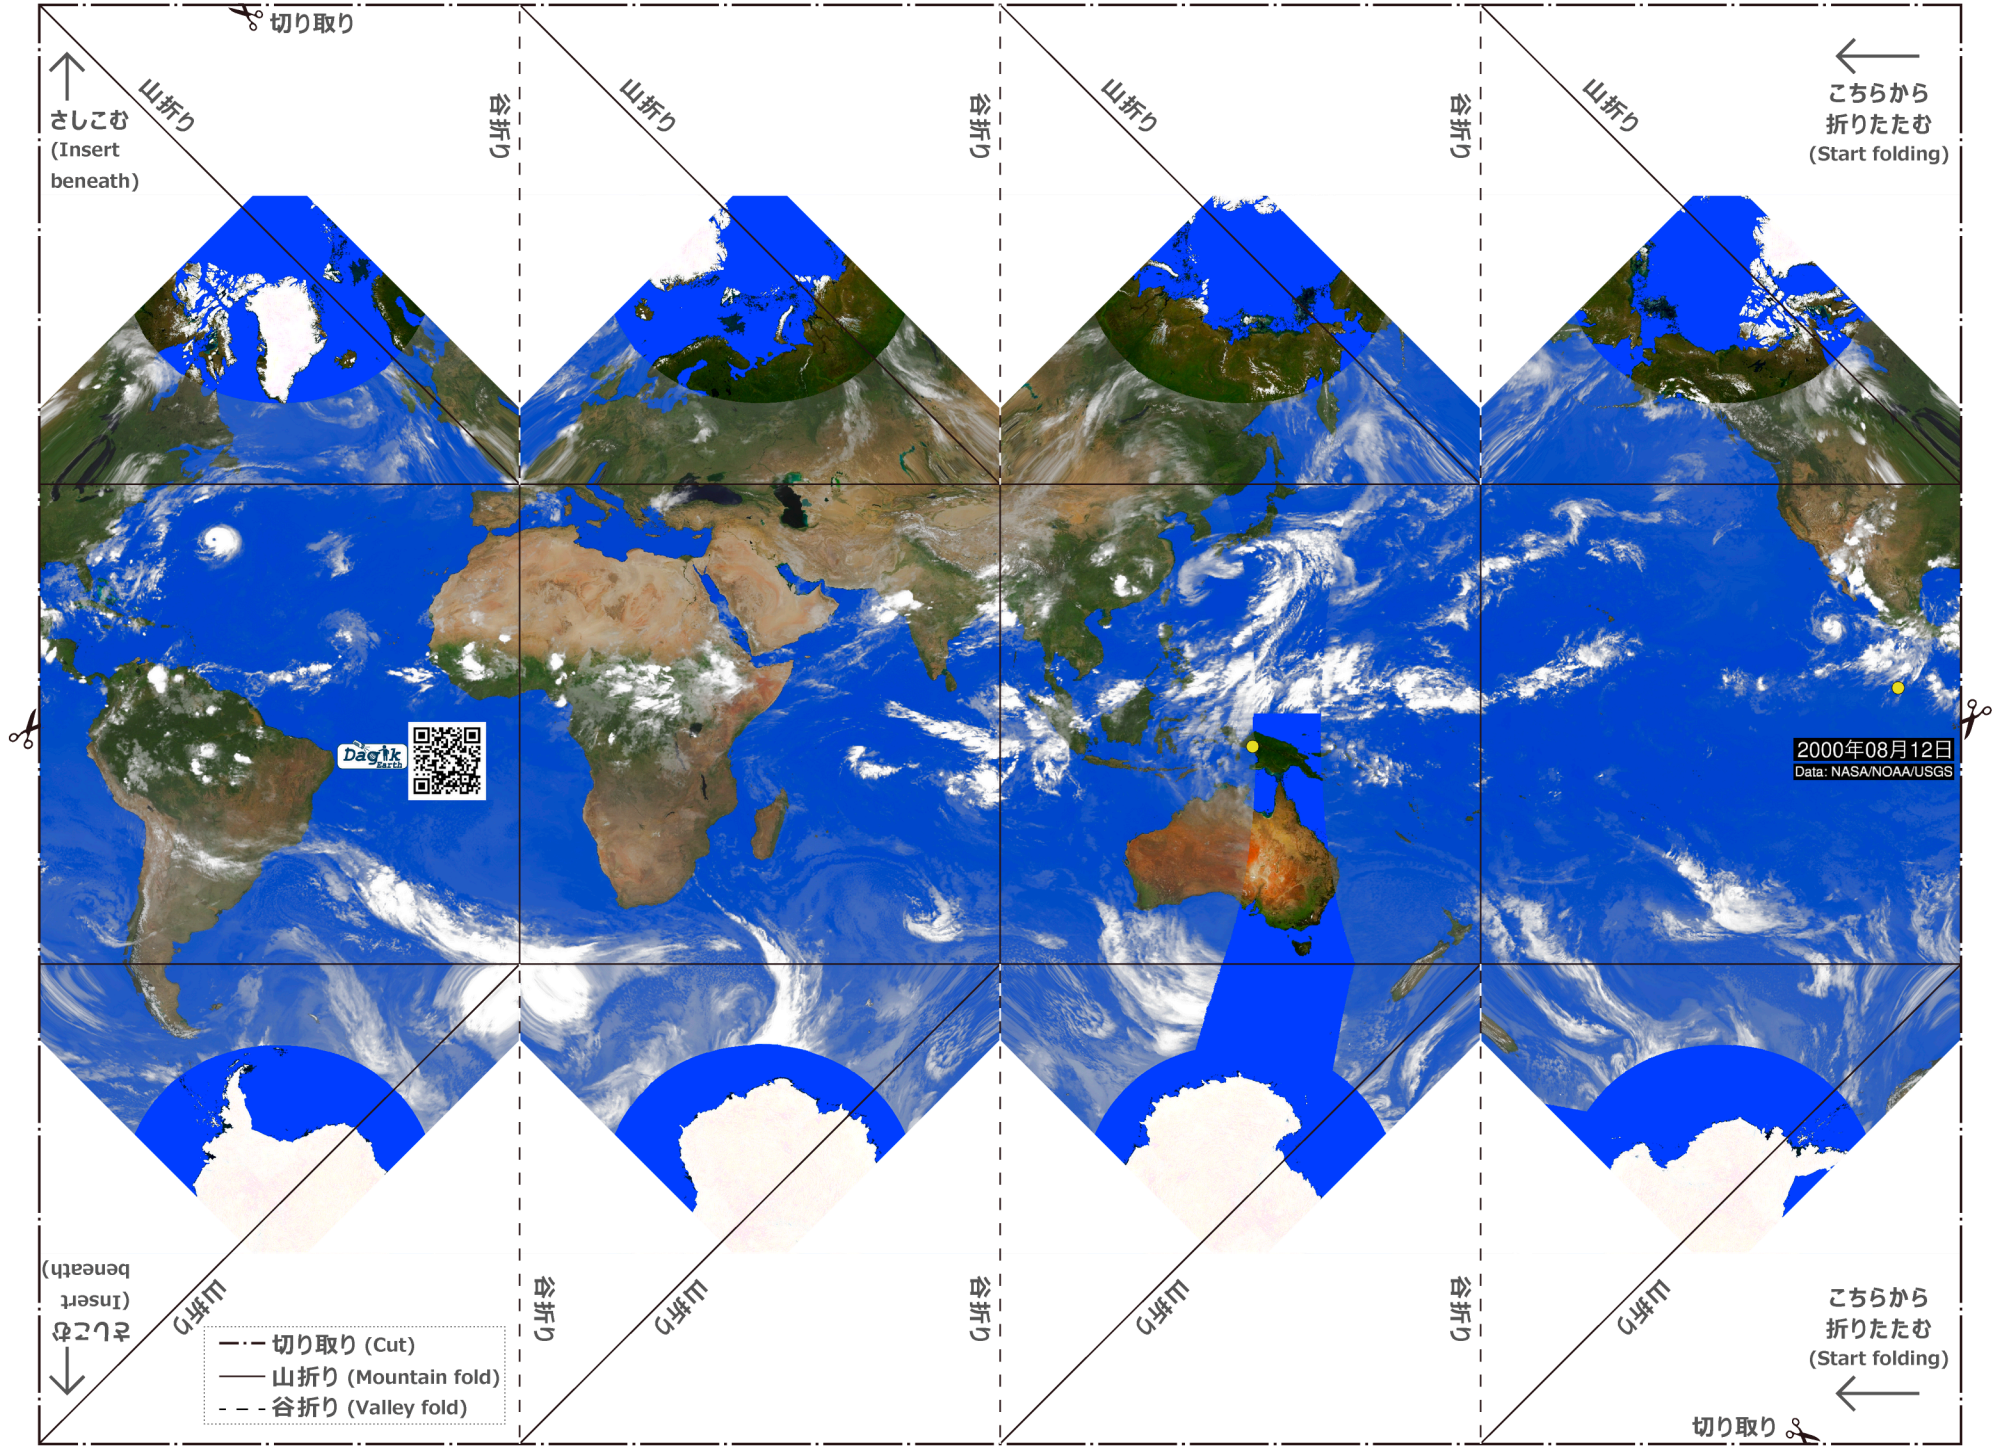 切り取り
さしこむ
(Insert
beneath)
山折り
谷折り
山折り
谷折り
山折り
谷折り
山折り
こちらから
折りたたむ
(Start folding)
Dagik
Earth
2000年08月12日
Data: NASA/NOAA/USGS
さしこむ
(Insert
beneath)
山折り
谷折り
山折り
谷折り
山折り
谷折り
山折り
こちらから
折りたたむ
(Start folding)
切り取り (Cut)
山折り (Mountain fold)
谷折り (Valley fold)
切り取り